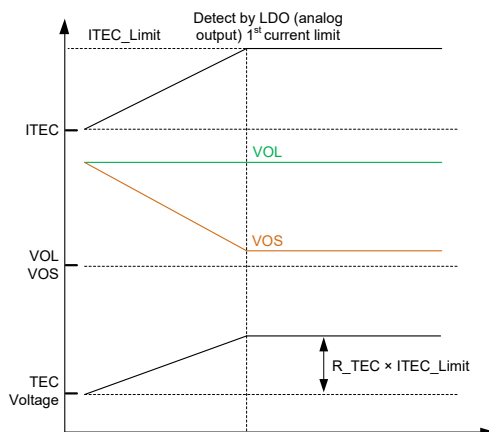 Detect by LDO (analog
output) 1st current limit
ITEC_Limit
ITEC
VOL
VOS
VOL
VOS
R_TEC × ITEC_Limit
TEC
Voltage